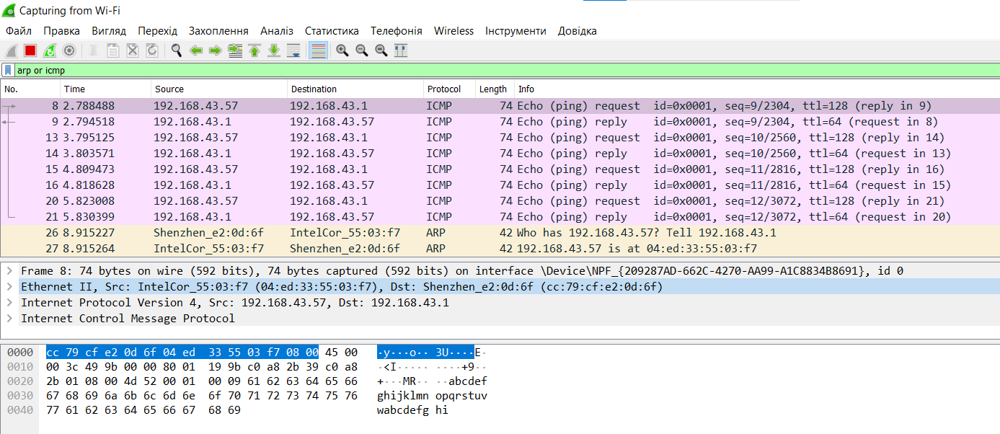 Capturing from Wi-Fi
Файл Правка Вигляд Перехід Захоплення Аналіз Статистика Телефонія Wireless Інструменти Довідка
arp or icmp
No. Time Source Destination Protocol Length Info
8 2.788488 192.168.43.57 192.168.43.1 ICMP 74 Echo (ping) request id=0x0001, seq=9/2304, ttl=128 (reply in 9)
9 2.794518 192.168.43.1 192.168.43.57 ICMP 74 Echo (ping) reply id=0x0001, seq=9/2304, ttl=64 (request in 8)
13 3.795125 192.168.43.57 192.168.43.1 ICMP 74 Echo (ping) request id=0x0001, seq=10/2560, ttl=128 (reply in 14)
14 3.803571 192.168.43.1 192.168.43.57 ICMP 74 Echo (ping) reply id=0x0001, seq=10/2560, ttl=64 (request in 13)
15 4.809473 192.168.43.57 192.168.43.1 ICMP 74 Echo (ping) request id=0x0001, seq=11/2816, ttl=128 (reply in 16)
16 4.818628 192.168.43.1 192.168.43.57 ICMP 74 Echo (ping) reply id=0x0001, seq=11/2816, ttl=64 (request in 15)
20 5.823008 192.168.43.57 192.168.43.1 ICMP 74 Echo (ping) request id=0x0001, seq=12/3072, ttl=128 (reply in 21)
21 5.830399 192.168.43.1 192.168.43.57 ICMP 74 Echo (ping) reply id=0x0001, seq=12/3072, ttl=64 (request in 20)
26 8.915227 Shenzhen_e2:0d:6f IntelCor_55:03:f7 ARP 42 Who has 192.168.43.57? Tell 192.168.43.1
27 8.915264 IntelCor_55:03:f7 Shenzhen_e2:0d:6f ARP 42 192.168.43.57 is at 04:ed:33:55:03:f7
Frame 8: 74 bytes on wire (592 bits), 74 bytes captured (592 bits) on interface \Device\NPF_{209287AD-662C-4270-AA99-A1C8834B8691}, id 0
Ethernet II, Src: IntelCor_55:03:f7 (04:ed:33:55:03:f7), Dst: Shenzhen_e2:0d:6f (cc:79:cf:e2:0d:6f)
Internet Protocol Version 4, Src: 192.168.43.57, Dst: 192.168.43.1
Internet Control Message Protocol
0000 cc 79 cf e2 0d 6f 04 ed 33 55 03 f7 08 00 45 00 ·y···o·· 3U····E·
0010 00 3c 49 9b 00 00 80 01 19 9b c0 a8 2b 39 c0 a8 ·<I····· ····+9··
0020 2b 01 08 00 4d 52 00 01 00 09 61 62 63 64 65 66 +···MR·· ··abcdef
0030 67 68 69 6a 6b 6c 6d 6e 6f 70 71 72 73 74 75 76 ghijklmn opqrstuv
0040 77 61 62 63 64 65 66 67 68 69 wabcdefg hi